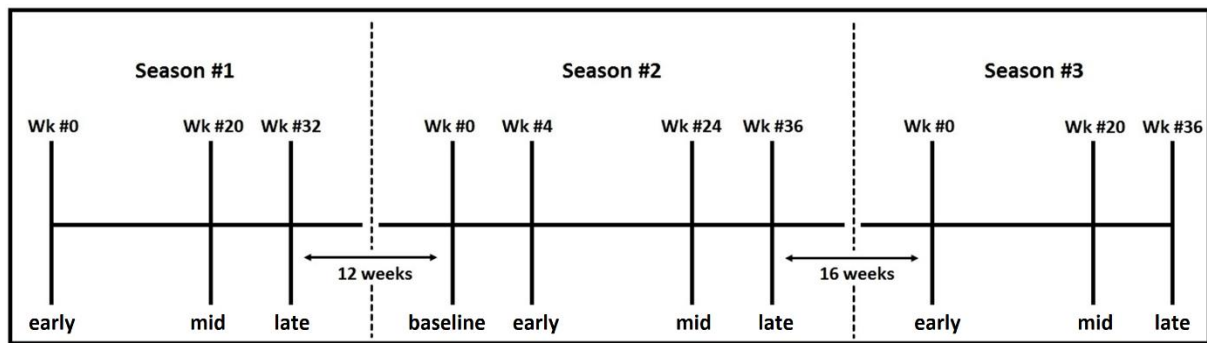 Season #1 Season #2 Season #3
Wk #0 Wk #20 Wk #32 Wk #0 Wk #4 Wk #24 Wk #36 Wk #0 Wk #20 Wk #36
12 weeks 16 weeks
early mid late baseline early mid late early mid late